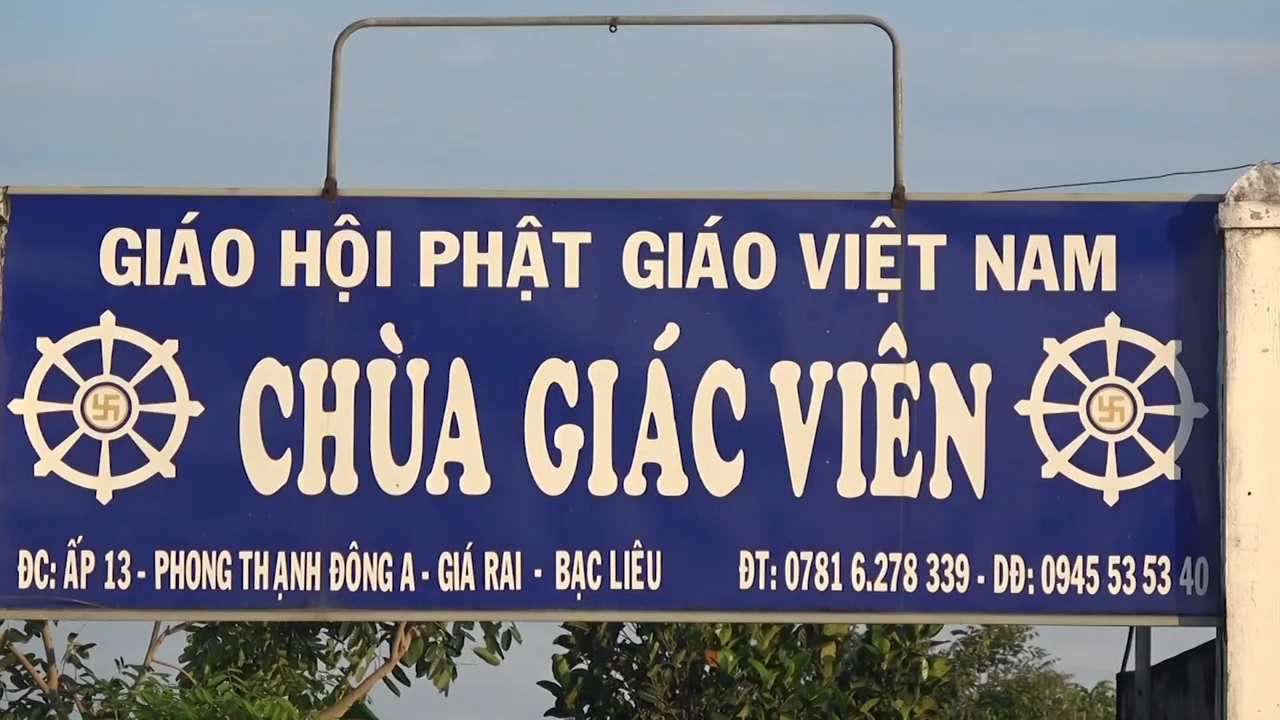 GIÁO HỘI PHẬT GIÁO VIỆT NAM
CHÙA GIÁC VIÊN
ĐC: ẤP 13 - PHONG THẠNH ĐÔNG A - GIÁ RAI - BẠC LIÊU ĐT: 0781 6.278 339 - DĐ: 0945 53 53 40